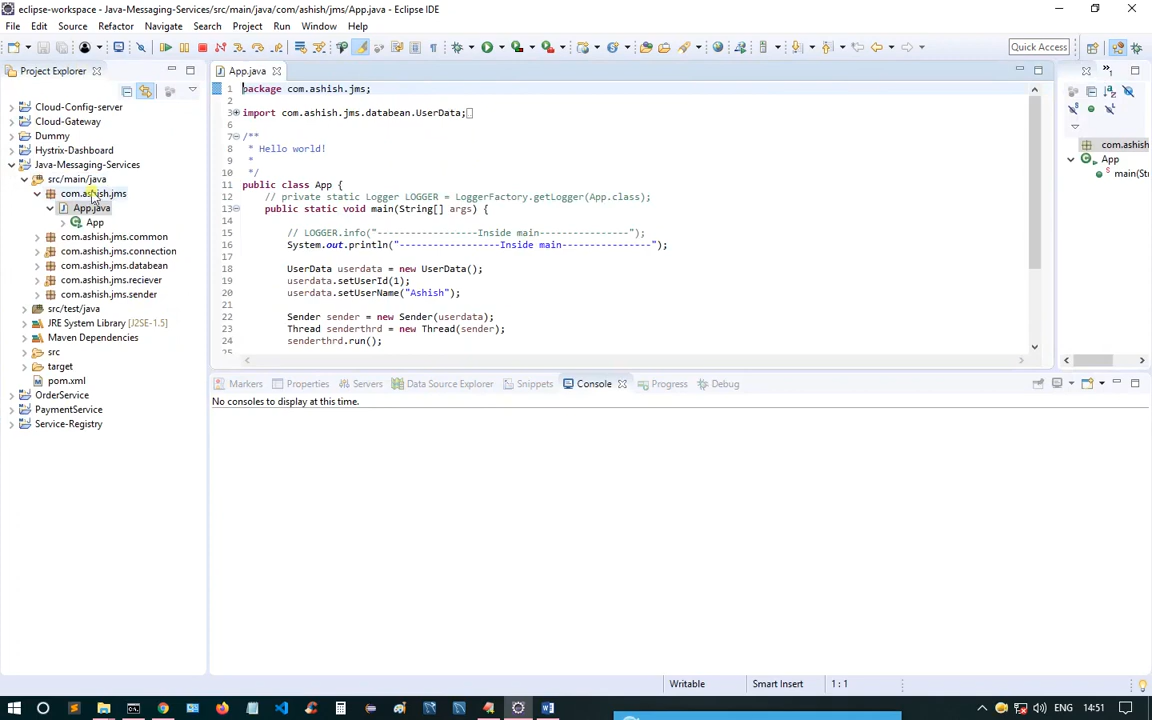 eclipse-workspace - Java-Messaging-Services/src/main/java/com/ashish/jms/App.java - Eclipse IDE
File Edit Source Refactor Navigate Search Project Run Window Help
Quick Access
Project Explorer
Cloud-Config-server
Cloud-Gateway
Dummy
Hystrix-Dashboard
Java-Messaging-Services
src/main/java
com.ashish.jms
App.java
App
com.ashish.jms.common
com.ashish.jms.connection
com.ashish.jms.databean
com.ashish.jms.reciever
com.ashish.jms.sender
src/test/java
JRE System Library [J2SE-1.5]
Maven Dependencies
src
target
pom.xml
OrderService
PaymentService
Service-Registry
App.java
1 package com.ashish.jms;
2
3 import com.ashish.jms.databean.UserData;
6
7 /**
8 * Hello world!
9 *
10 */
11 public class App {
12 // private static Logger LOGGER = LoggerFactory.getLogger(App.class);
13 public static void main(String[] args) {
14
15 // LOGGER.info("------------------Inside main----------------");
16 System.out.println("------------------Inside main----------------");
17
18 UserData userdata = new UserData();
19 userdata.setUserId(1);
20 userdata.setUserName("Ashish");
21
22 Sender sender = new Sender(userdata);
23 Thread senderthrd = new Thread(sender);
24 senderthrd.run();
25
com.ashish
App
main(St
Markers Properties Servers Data Source Explorer Snippets Console Progress Debug
No consoles to display at this time.
Writable Smart Insert 1 : 1
ENG 14:51